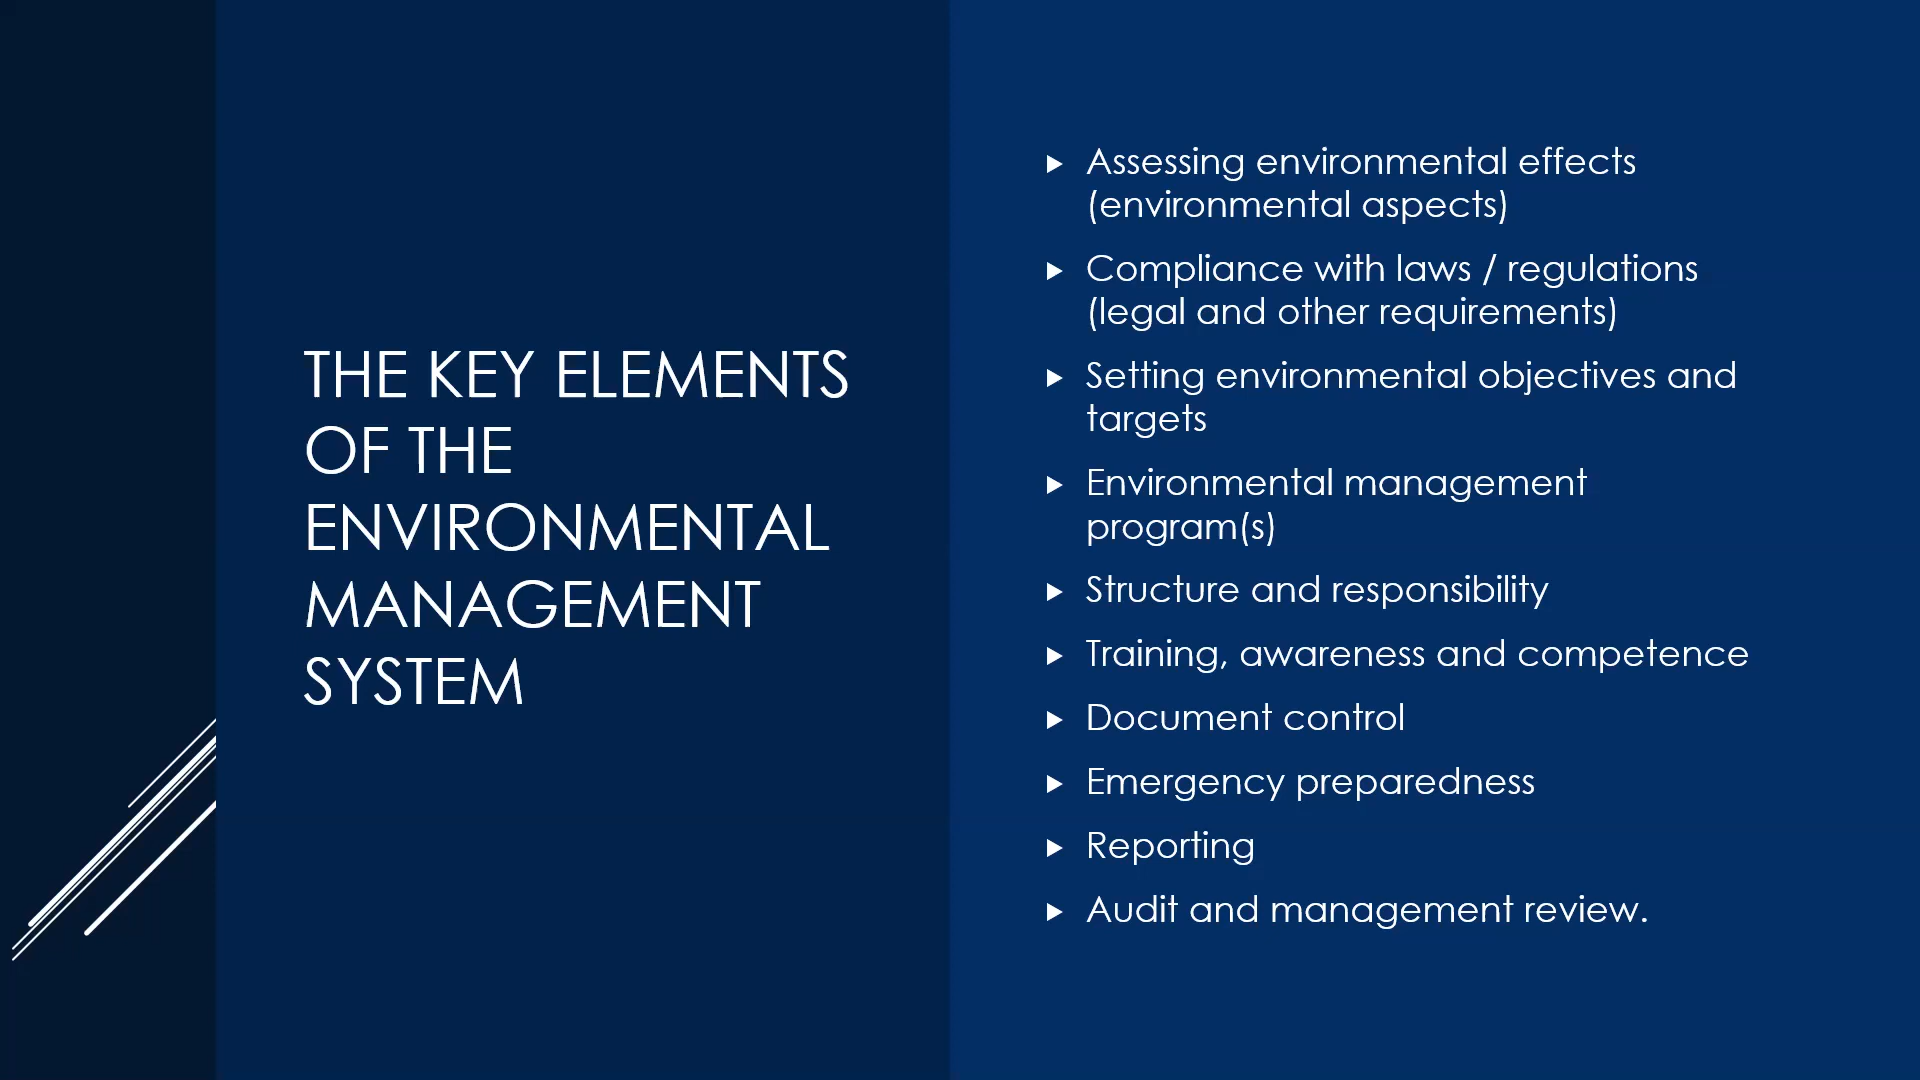 THE KEY ELEMENTS
OF THE
ENVIRONMENTAL
MANAGEMENT
SYSTEM
Assessing environmental effects
(environmental aspects)
Compliance with laws / regulations
(legal and other requirements)
Setting environmental objectives and
targets
Environmental management
program(s)
Structure and responsibility
Training, awareness and competence
Document control
Emergency preparedness
Reporting
Audit and management review.